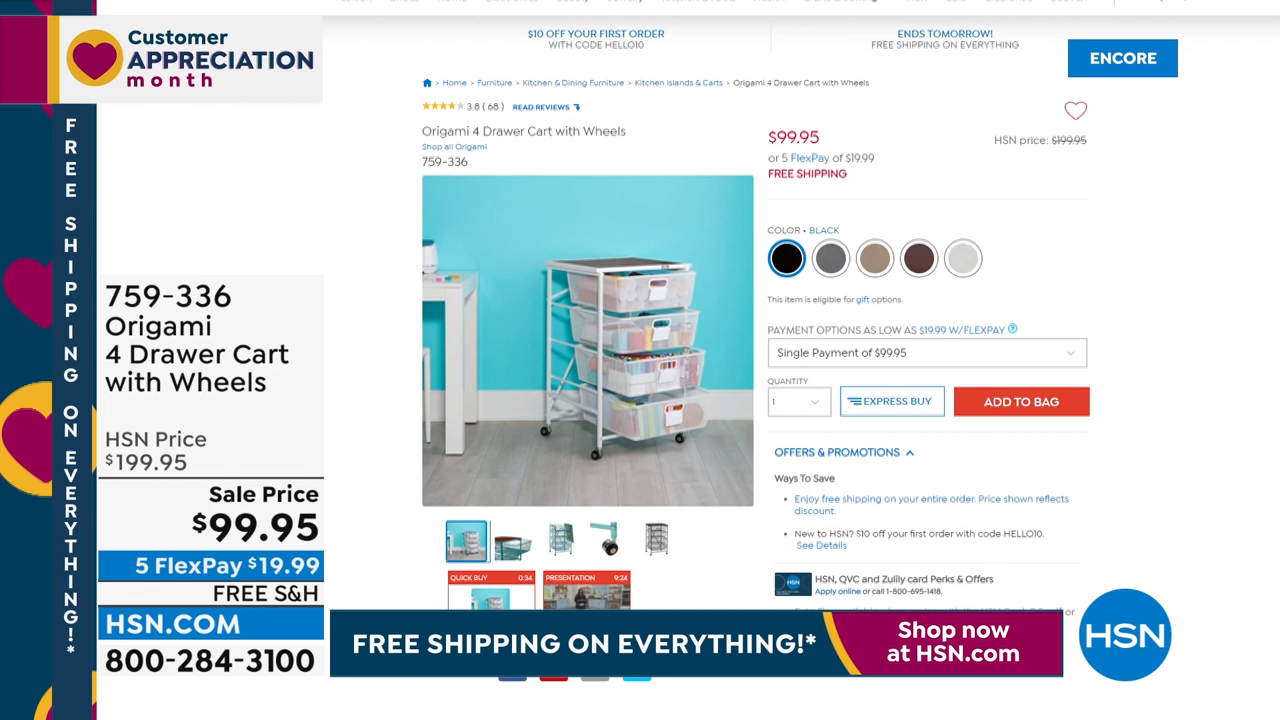 Customer
APPRECIATION
month
FREE SHIPPING ON EVERYTHING!*
759-336
Origami
4 Drawer Cart
with Wheels
HSN Price
$199.95
Sale Price
$99.95
5 FlexPay $19.99
FREE S&H
HSN.COM
800-284-3100
$10 OFF YOUR FIRST ORDER
WITH CODE HELLO10
ENDS TOMORROW!
FREE SHIPPING ON EVERYTHING
ENCORE
> Home > Furniture > Kitchen & Dining Furniture > Kitchen Islands & Carts > Origami 4 Drawer Cart with Wheels
3.8 ( 68 ) READ REVIEWS
Origami 4 Drawer Cart with Wheels
Shop all Origami
759-336
$99.95
HSN price: $199.95
or 5 FlexPay of $19.99
FREE SHIPPING
COLOR • BLACK
This item is eligible for gift options.
PAYMENT OPTIONS AS LOW AS $19.99 W/FLEXPAY ?
Single Payment of $99.95
QUANTITY
1
EXPRESS BUY
ADD TO BAG
OFFERS & PROMOTIONS
Ways To Save
• Enjoy free shipping on your entire order. Price shown reflects
discount.
• New to HSN? $10 off your first order with code HELLO10.
See Details
HSN, QVC and Zulily card Perks & Offers
Apply online or call 1-800-695-1418.
or
QUICK BUY 0:34
PRESENTATION 9:24
FREE SHIPPING ON EVERYTHING!*
Shop now
at HSN.com
HSN